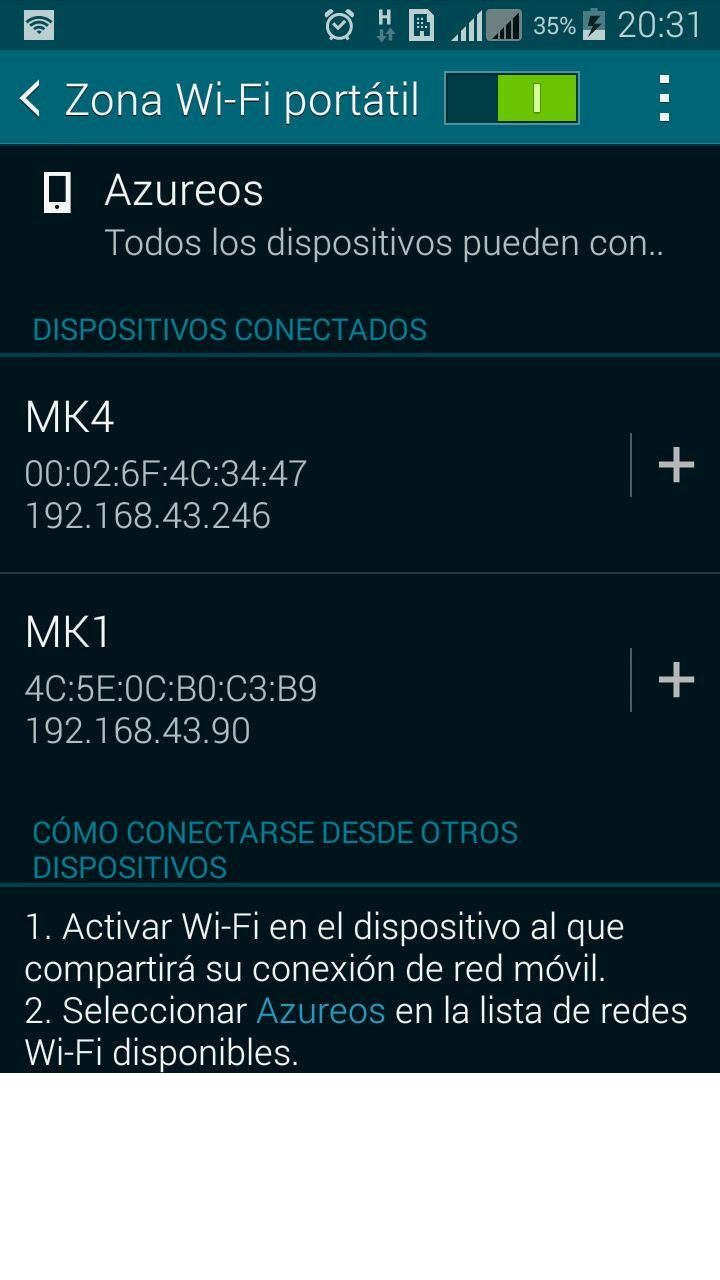 H 35% 20:31
Zona Wi-Fi portátil
Azureos
Todos los dispositivos pueden con..
DISPOSITIVOS CONECTADOS
MK4
00:02:6F:4C:34:47
192.168.43.246
MK1
4C:5E:0C:B0:C3:B9
192.168.43.90
CÓMO CONECTARSE DESDE OTROS
DISPOSITIVOS
1. Activar Wi-Fi en el dispositivo al que
compartirá su conexión de red móvil.
2. Seleccionar Azureos en la lista de redes
Wi-Fi disponibles.